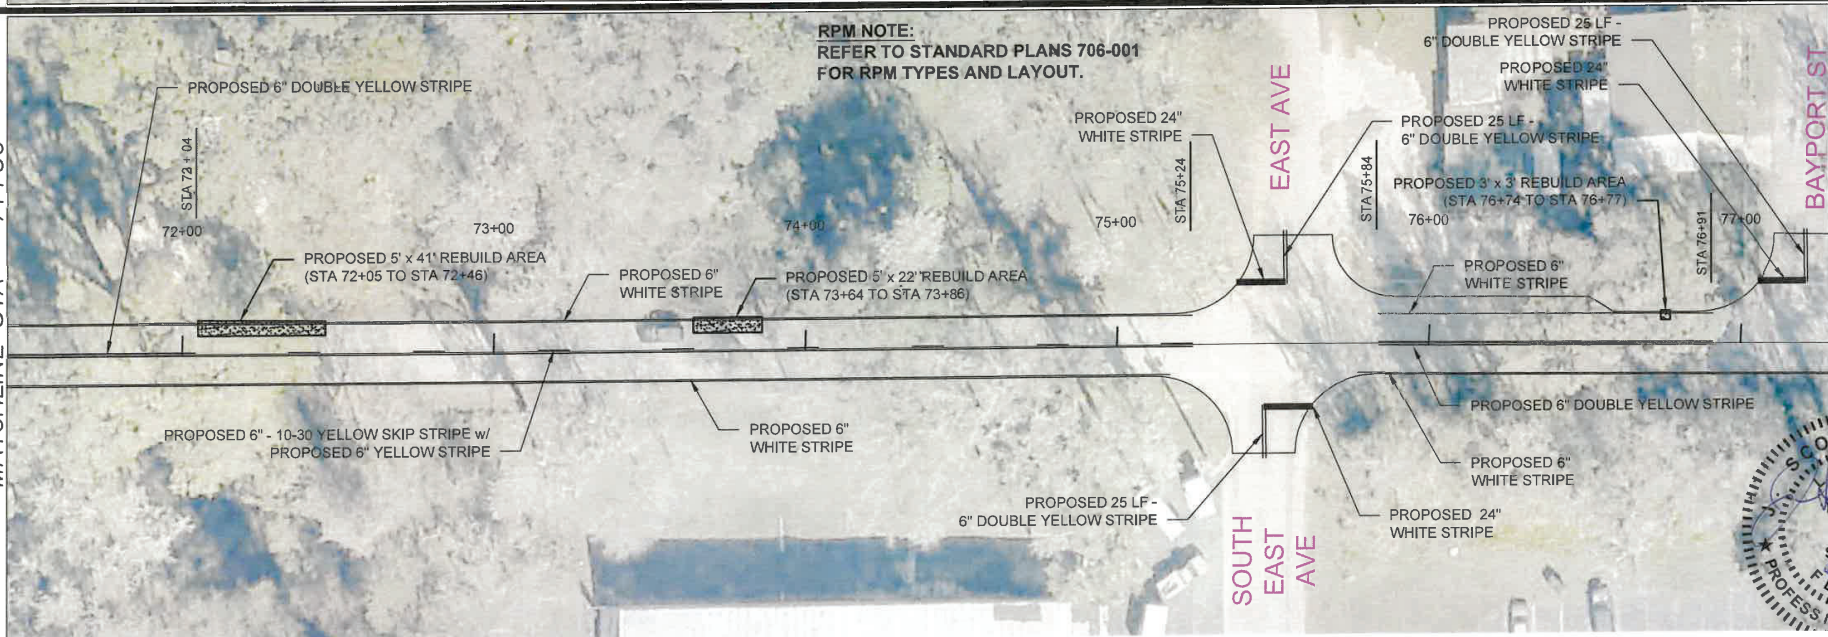 RPM NOTE:
REFER TO STANDARD PLANS 706-001
FOR RPM TYPES AND LAYOUT.
PROPOSED 25 LF -
6" DOUBLE YELLOW STRIPE
PROPOSED 24"
WHITE STRIPE
BAYPORT ST
PROPOSED 6" DOUBLE YELLOW STRIPE
PROPOSED 24"
WHITE STRIPE
EAST AVE
PROPOSED 25 LF -
6" DOUBLE YELLOW STRIPE
STA 72+04
STA 75+24
STA 75+84
PROPOSED 3' x 3' REBUILD AREA
(STA 76+74 TO STA 76+77)
STA 76+91
72+00
73+00
74+00
75+00
76+00
77+00
PROPOSED 5' x 41' REBUILD AREA
(STA 72+05 TO STA 72+46)
PROPOSED 6"
WHITE STRIPE
PROPOSED 5' x 22' REBUILD AREA
(STA 73+64 TO STA 73+86)
PROPOSED 6"
WHITE STRIPE
PROPOSED 6" - 10-30 YELLOW SKIP STRIPE w/
PROPOSED 6" YELLOW STRIPE
PROPOSED 6"
WHITE STRIPE
PROPOSED 6" DOUBLE YELLOW STRIPE
PROPOSED 6"
WHITE STRIPE
PROPOSED 25 LF -
6" DOUBLE YELLOW STRIPE
SOUTH
EAST
AVE
PROPOSED 24"
WHITE STRIPE